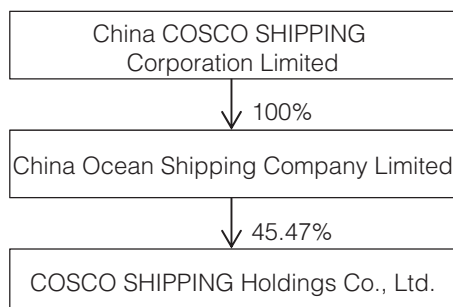 China COSCO SHIPPING
Corporation Limited
100%
China Ocean Shipping Company Limited
45.47%
COSCO SHIPPING Holdings Co., Ltd.